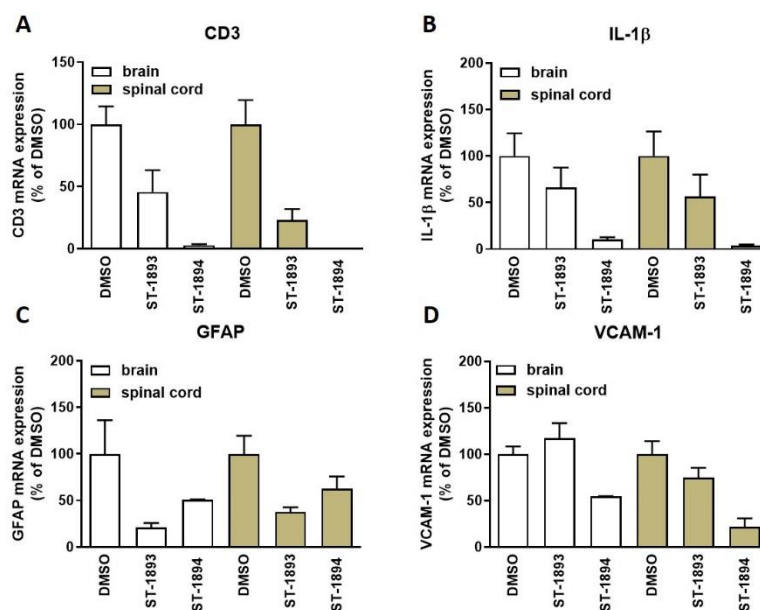 A
CD3
brain
spinal cord
CD3 mRNA expression
(% of DMSO)
150
100
50
0
DMSO
ST-1893
ST-1894
DMSO
ST-1893
ST-1894
B
IL-1β
brain
spinal cord
IL-1β mRNA expression
(% of DMSO)
200
150
100
50
0
DMSO
ST-1893
ST-1894
DMSO
ST-1893
ST-1894
C
GFAP
brain
spinal cord
GFAP mRNA expression
(% of DMSO)
200
150
100
50
0
DMSO
ST-1893
ST-1894
DMSO
ST-1893
ST-1894
D
VCAM-1
brain
spinal cord
VCAM-1 mRNA expression
(% of DMSO)
200
150
100
50
0
DMSO
ST-1893
ST-1894
DMSO
ST-1893
ST-1894